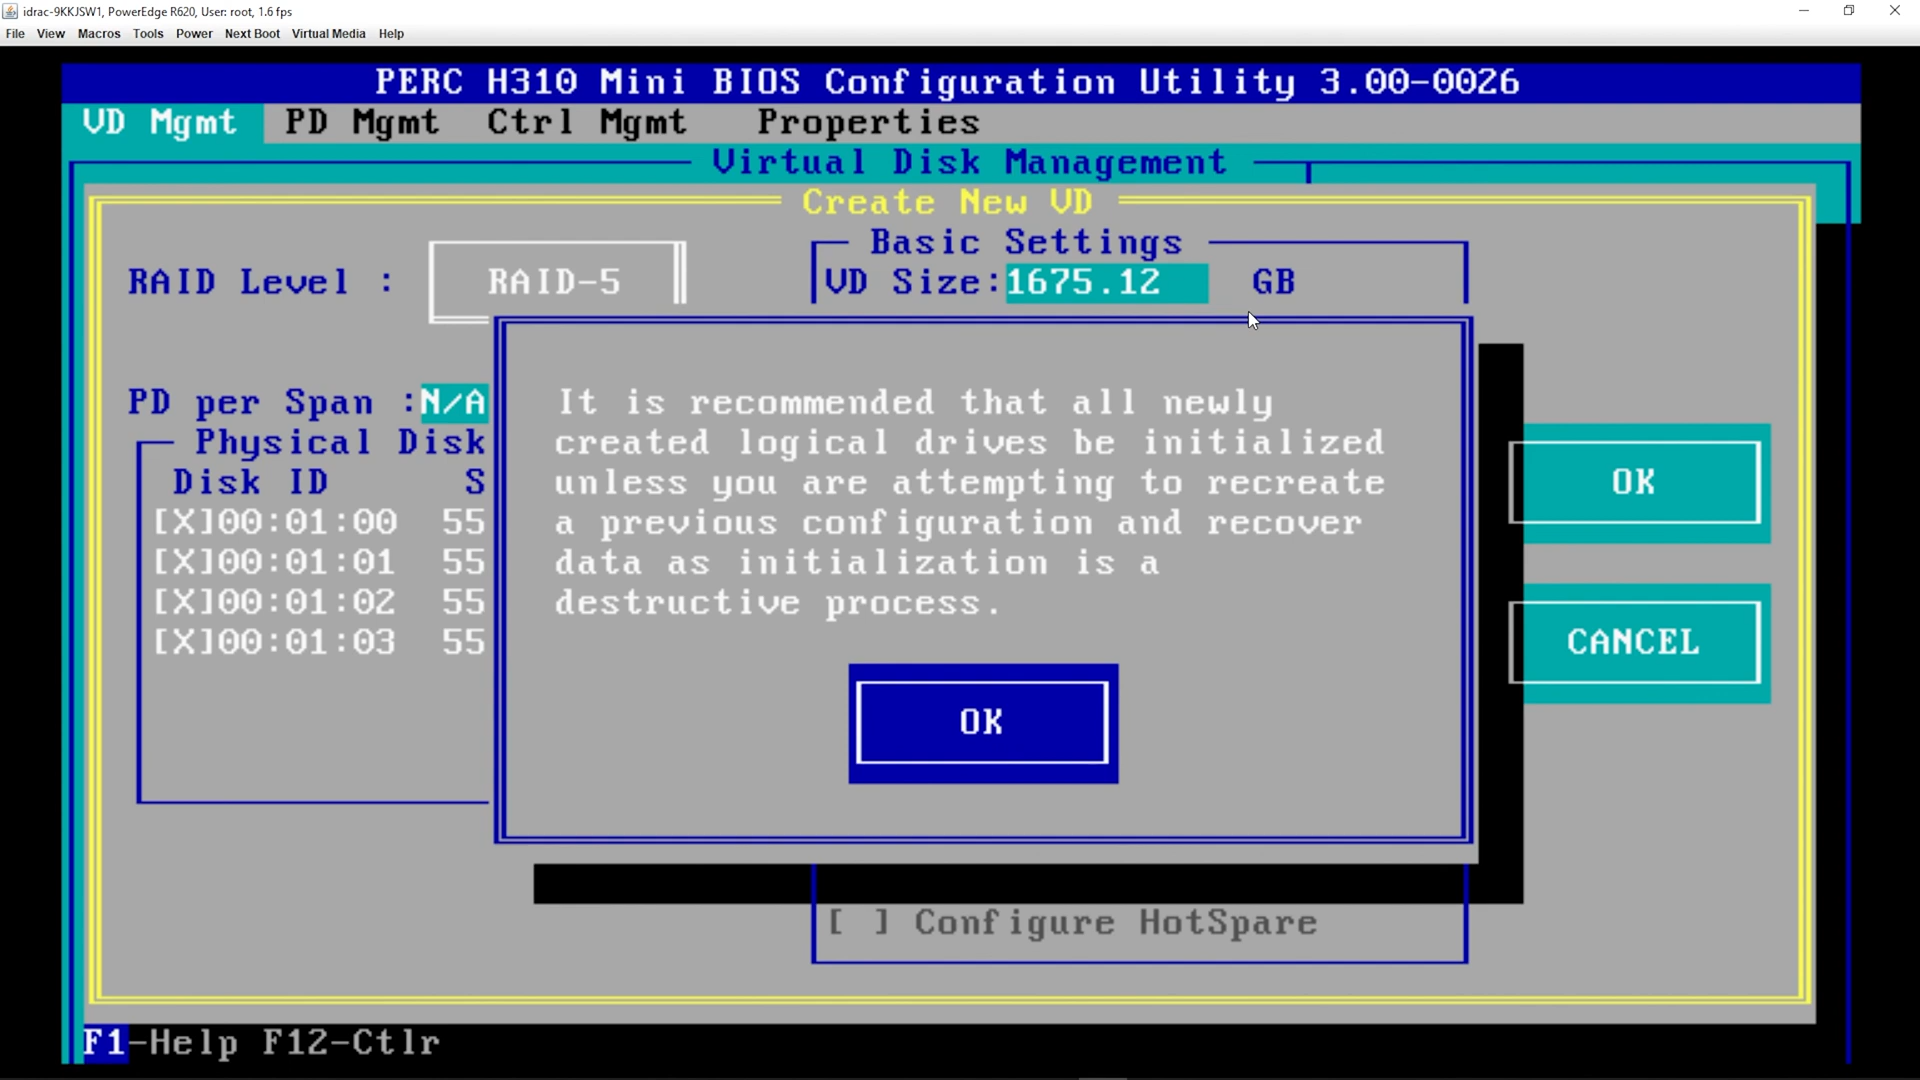 idrac-9KKJSW1, PowerEdge R620, User: root, 1.6 fps
File View Macros Tools Power Next Boot Virtual Media Help
PERC H310 Mini BIOS Configuration Utility 3.00-0026
VD Mgmt PD Mgmt Ctrl Mgmt Properties
Virtual Disk Management
Create New VD
Basic Settings
RAID Level : RAID-5 VD Size:1675.12 GB
PD per Span :N/A
Physical Disk
Disk ID S
[X]00:01:00 55
[X]00:01:01 55
[X]00:01:02 55
[X]00:01:03 55
It is recommended that all newly
created logical drives be initialized
unless you are attempting to recreate
a previous configuration and recover
data as initialization is a
destructive process.
OK
OK
CANCEL
[ ] Configure HotSpare
F1-Help F12-Ctlr